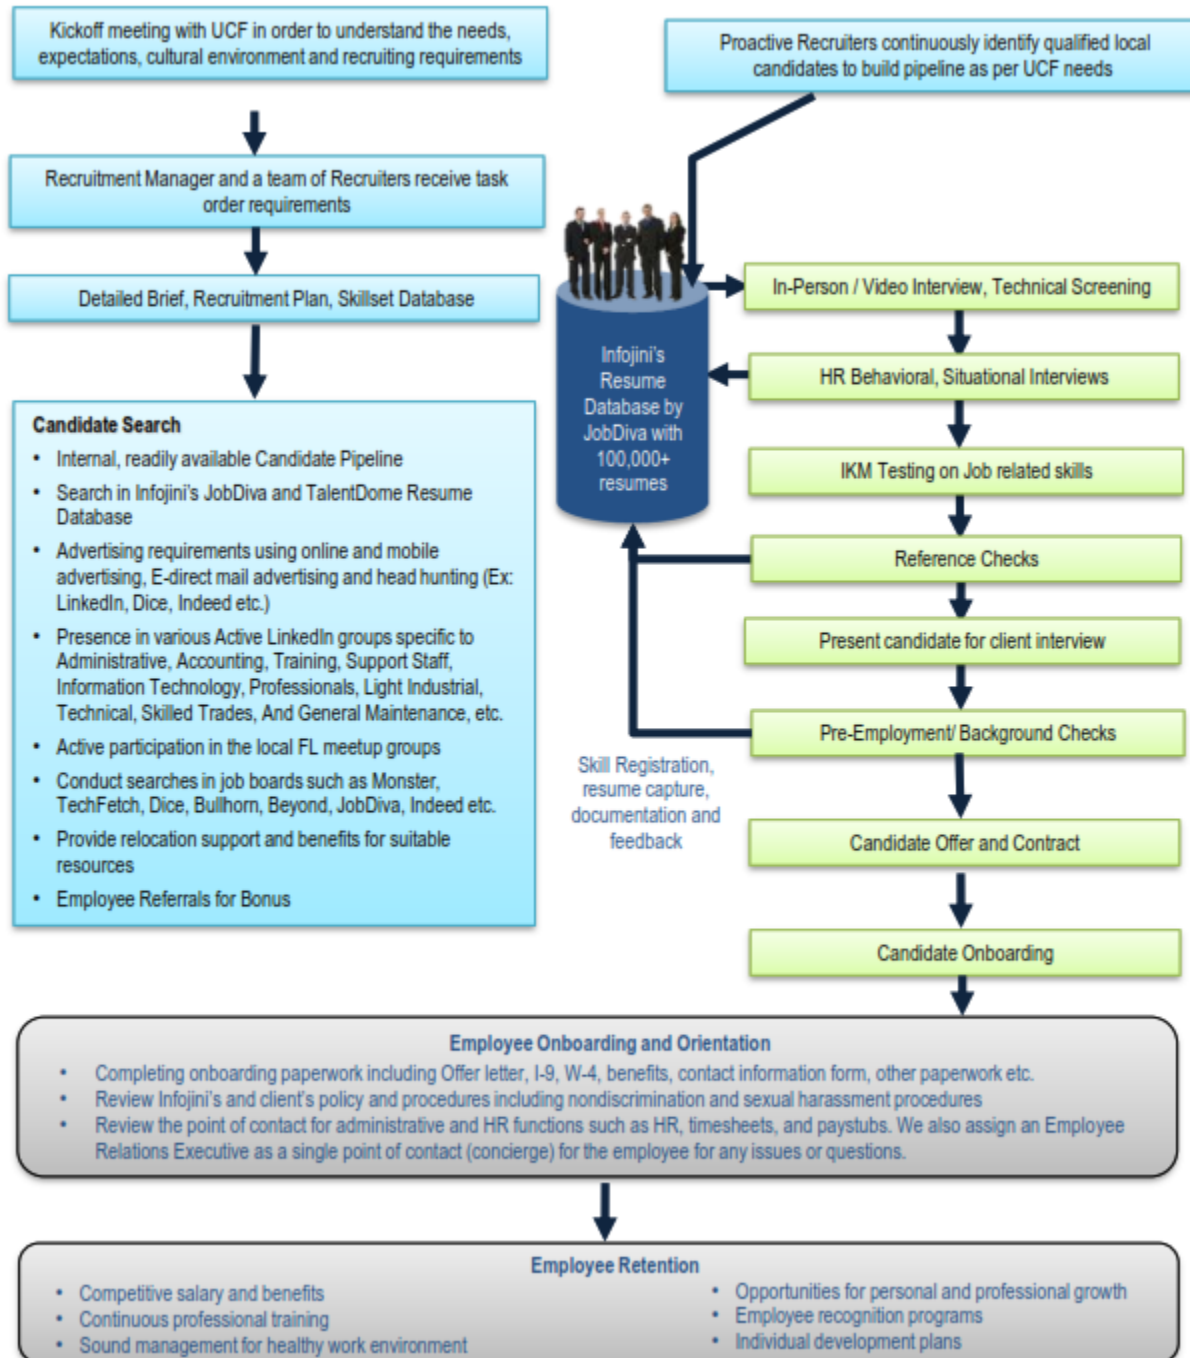 Kickoff meeting with UCF in order to understand the needs,
expectations, cultural environment and recruiting requirements
Proactive Recruiters continuously identify qualified local
candidates to build pipeline as per UCF needs
Recruitment Manager and a team of Recruiters receive task
order requirements
Detailed Brief, Recruitment Plan, Skillset Database
Candidate Search
• Internal, readily available Candidate Pipeline
• Search in Infojini's JobDiva and TalentDome Resume
Database
• Advertising requirements using online and mobile
advertising, E-direct mail advertising and head hunting (Ex:
LinkedIn, Dice, Indeed etc.)
• Presence in various Active LinkedIn groups specific to
Administrative, Accounting, Training, Support Staff,
Information Technology, Professionals, Light Industrial,
Technical, Skilled Trades, And General Maintenance, etc.
• Active participation in the local FL meetup groups
• Conduct searches in job boards such as Monster,
TechFetch, Dice, Bullhorn, Beyond, JobDiva, Indeed etc.
• Provide relocation support and benefits for suitable
resources
• Employee Referrals for Bonus
Infojini's
Resume
Database by
JobDiva with
100,000+
resumes
Skill Registration,
resume capture,
documentation and
feedback
In-Person / Video Interview, Technical Screening
HR Behavioral, Situational Interviews
IKM Testing on Job related skills
Reference Checks
Present candidate for client interview
Pre-Employment/ Background Checks
Candidate Offer and Contract
Candidate Onboarding
Employee Onboarding and Orientation
• Completing onboarding paperwork including Offer letter, I-9, W-4, benefits, contact information form, other paperwork etc.
• Review Infojini's and client's policy and procedures including nondiscrimination and sexual harassment procedures
• Review the point of contact for administrative and HR functions such as HR, timesheets, and paystubs. We also assign an Employee
Relations Executive as a single point of contact (concierge) for the employee for any issues or questions.
Employee Retention
• Competitive salary and benefits
• Continuous professional training
• Sound management for healthy work environment
• Opportunities for personal and professional growth
• Employee recognition programs
• Individual development plans